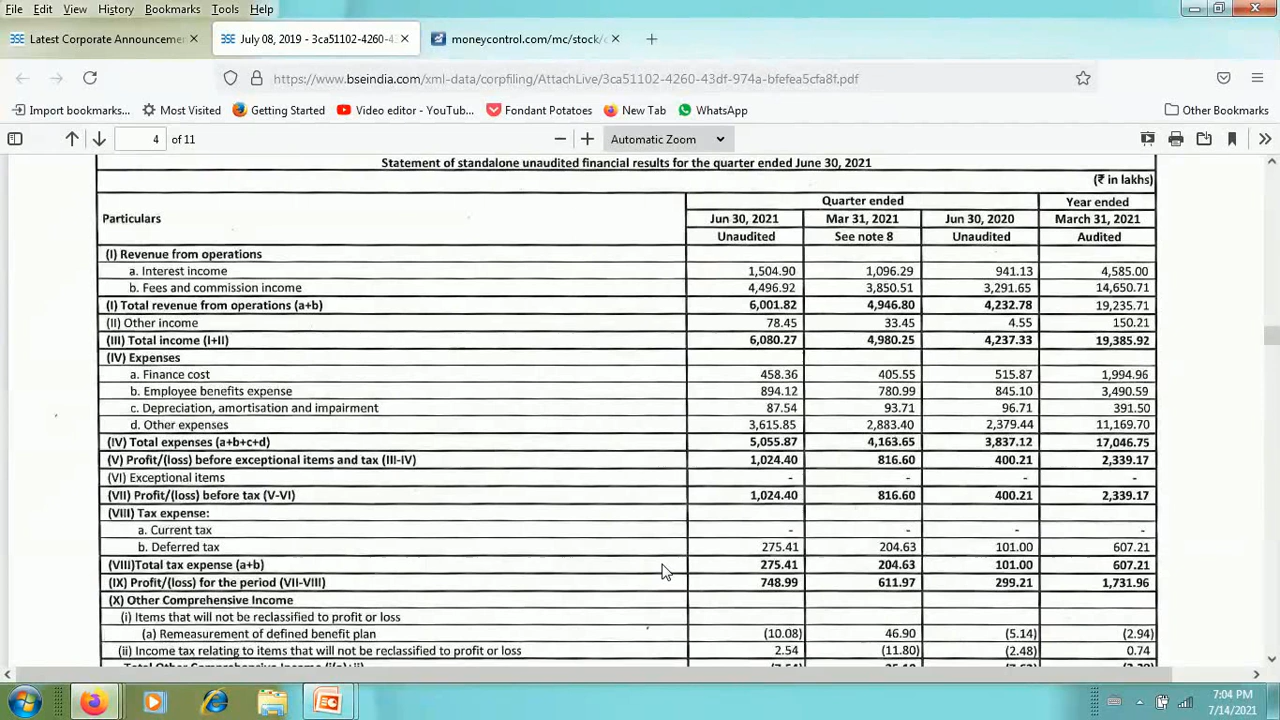 File Edit View History Bookmarks Tools Help
Latest Corporate Announcemen
July 08, 2019 - 3ca51102-4260-4
moneycontrol.com/mc/stock/c
https://www.bseindia.com/xml-data/corpfiling/AttachLive/3ca51102-4260-43df-974a-bfefea5cfa8f.pdf
Import bookmarks... Most Visited Getting Started Video editor - YouTub... Fondant Potatoes New Tab WhatsApp Other Bookmarks
4 of 11 Automatic Zoom
Statement of standalone unaudited financial results for the quarter ended June 30, 2021
(₹ in lakhs)
Particulars Quarter ended Year ended
Jun 30, 2021 Mar 31, 2021 Jun 30, 2020 March 31, 2021
Unaudited See note 8 Unaudited Audited
(I) Revenue from operations
a. Interest income 1,504.90 1,096.29 941.13 4,585.00
b. Fees and commission income 4,496.92 3,850.51 3,291.65 14,650.71
(I) Total revenue from operations (a+b) 6,001.82 4,946.80 4,232.78 19,235.71
(II) Other income 78.45 33.45 4.55 150.21
(III) Total income (I+II) 6,080.27 4,980.25 4,237.33 19,385.92
(IV) Expenses
a. Finance cost 458.36 405.55 515.87 1,994.96
b. Employee benefits expense 894.12 780.99 845.10 3,490.59
c. Depreciation, amortisation and impairment 87.54 93.71 96.71 391.50
d. Other expenses 3,615.85 2,883.40 2,379.44 11,169.70
(IV) Total expenses (a+b+c+d) 5,055.87 4,163.65 3,837.12 17,046.75
(V) Profit/(loss) before exceptional items and tax (III-IV) 1,024.40 816.60 400.21 2,339.17
(VI) Exceptional items - - - -
(VII) Profit/(loss) before tax (V-VI) 1,024.40 816.60 400.21 2,339.17
(VIII) Tax expense:
a. Current tax - - - -
b. Deferred tax 275.41 204.63 101.00 607.21
(VIII)Total tax expense (a+b) 275.41 204.63 101.00 607.21
(IX) Profit/(loss) for the period (VII-VIII) 748.99 611.97 299.21 1,731.96
(X) Other Comprehensive Income
(i) Items that will not be reclassified to profit or loss
(a) Remeasurement of defined benefit plan (10.08) 46.90 (5.14) (2.94)
(ii) Income tax relating to items that will not be reclassified to profit or loss 2.54 (11.80) (2.48) 0.74
7:04 PM
7/14/2021